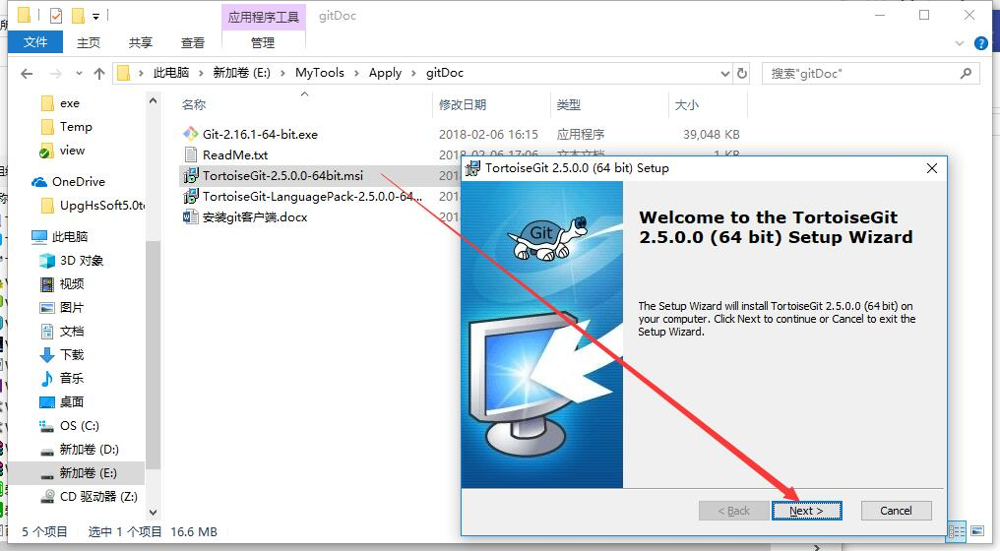 应用程序工具 gitDoc
文件 主页 共享 查看 管理
此电脑 新加卷 (E:) MyTools Apply gitDoc 搜索"gitDoc"
exe
Temp
view
OneDrive
UpgHsSoft5.0to
此电脑
3D 对象
视频
图片
文档
下载
音乐
桌面
OS (C:)
新加卷 (D:)
新加卷 (E:)
CD 驱动器 (Z:)
名称 修改日期 类型 大小
Git-2.16.1-64-bit.exe 2018-02-06 16:15 应用程序 39,048 KB
ReadMe.txt 2018-02-06 17:06 文本文档 1 KB
TortoiseGit-2.5.0.0-64bit.msi 2018
TortoiseGit-LanguagePack-2.5.0.0-64... 2018
安装git客户端.docx 2018
TortoiseGit 2.5.0.0 (64 bit) Setup
Git
Welcome to the TortoiseGit
2.5.0.0 (64 bit) Setup Wizard
The Setup Wizard will install TortoiseGit 2.5.0.0 (64 bit) on
your computer. Click Next to continue or Cancel to exit the
Setup Wizard.
< Back Next > Cancel
5 个项目 选中 1 个项目 16.6 MB